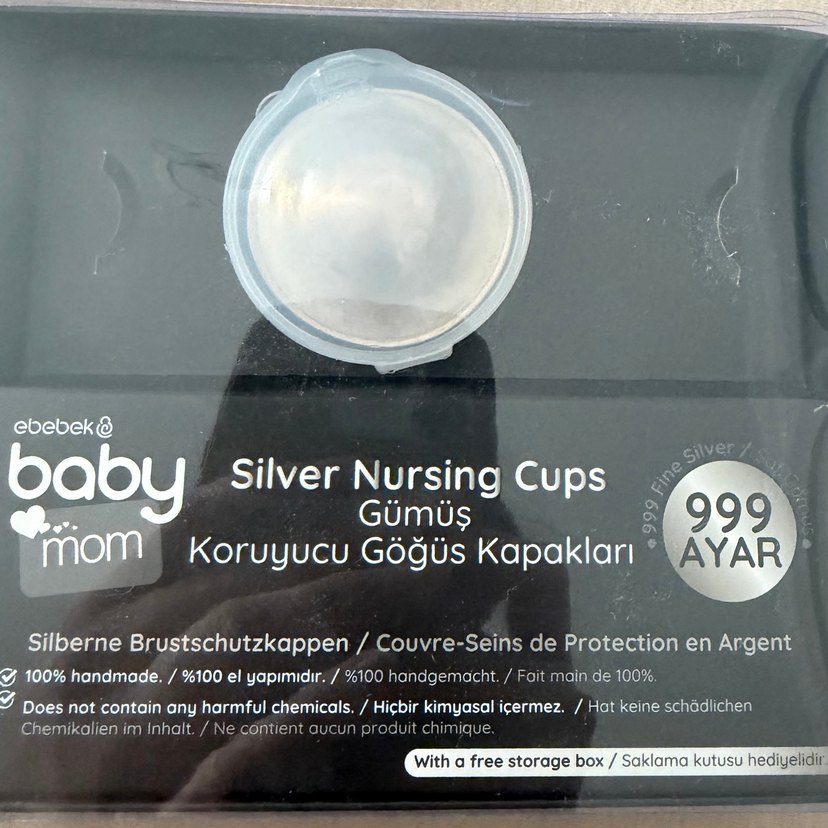 ebebek
baby
mom
Silver Nursing Cups
Gümüş
Koruyucu Göğüs Kapakları
999 Fine Silver / Saf Gümüş
999
AYAR
Silberne Brustschutzkappen / Couvre-Seins de Protection en Argent
100% handmade. / %100 el yapımıdır. / %100 handgemacht. / Fait main de 100%.
Does not contain any harmful chemicals. / Hiçbir kimyasal içermez. / Hat keine schädlichen
Chemikalien im Inhalt. / Ne contient aucun produit chimique.
With a free storage box / Saklama kutusu hediyelidir.